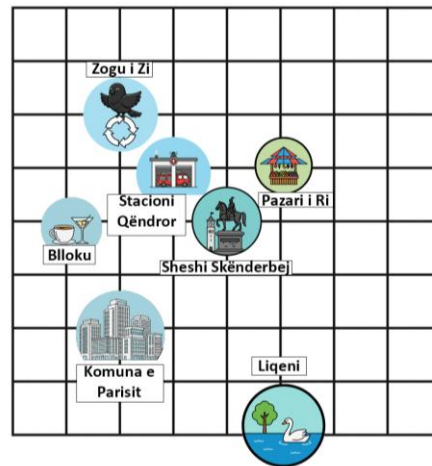 Zogu i Zi
Stacioni
Qëndror
Pazari i Ri
Blloku
Sheshi Skënderbej
Komuna e
Parisit
Liqeni